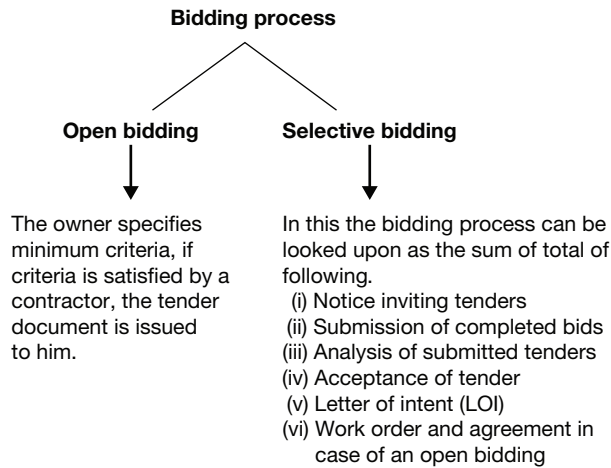 Bidding process
Open bidding
Selective bidding
The owner specifies
minimum criteria, if
criteria is satisfied by a
contractor, the tender
document is issued
to him.
In this the bidding process can be
looked upon as the sum of total of
following.
(i) Notice inviting tenders
(ii) Submission of completed bids
(iii) Analysis of submitted tenders
(iv) Acceptance of tender
(v) Letter of intent (LOI)
(vi) Work order and agreement in
case of an open bidding